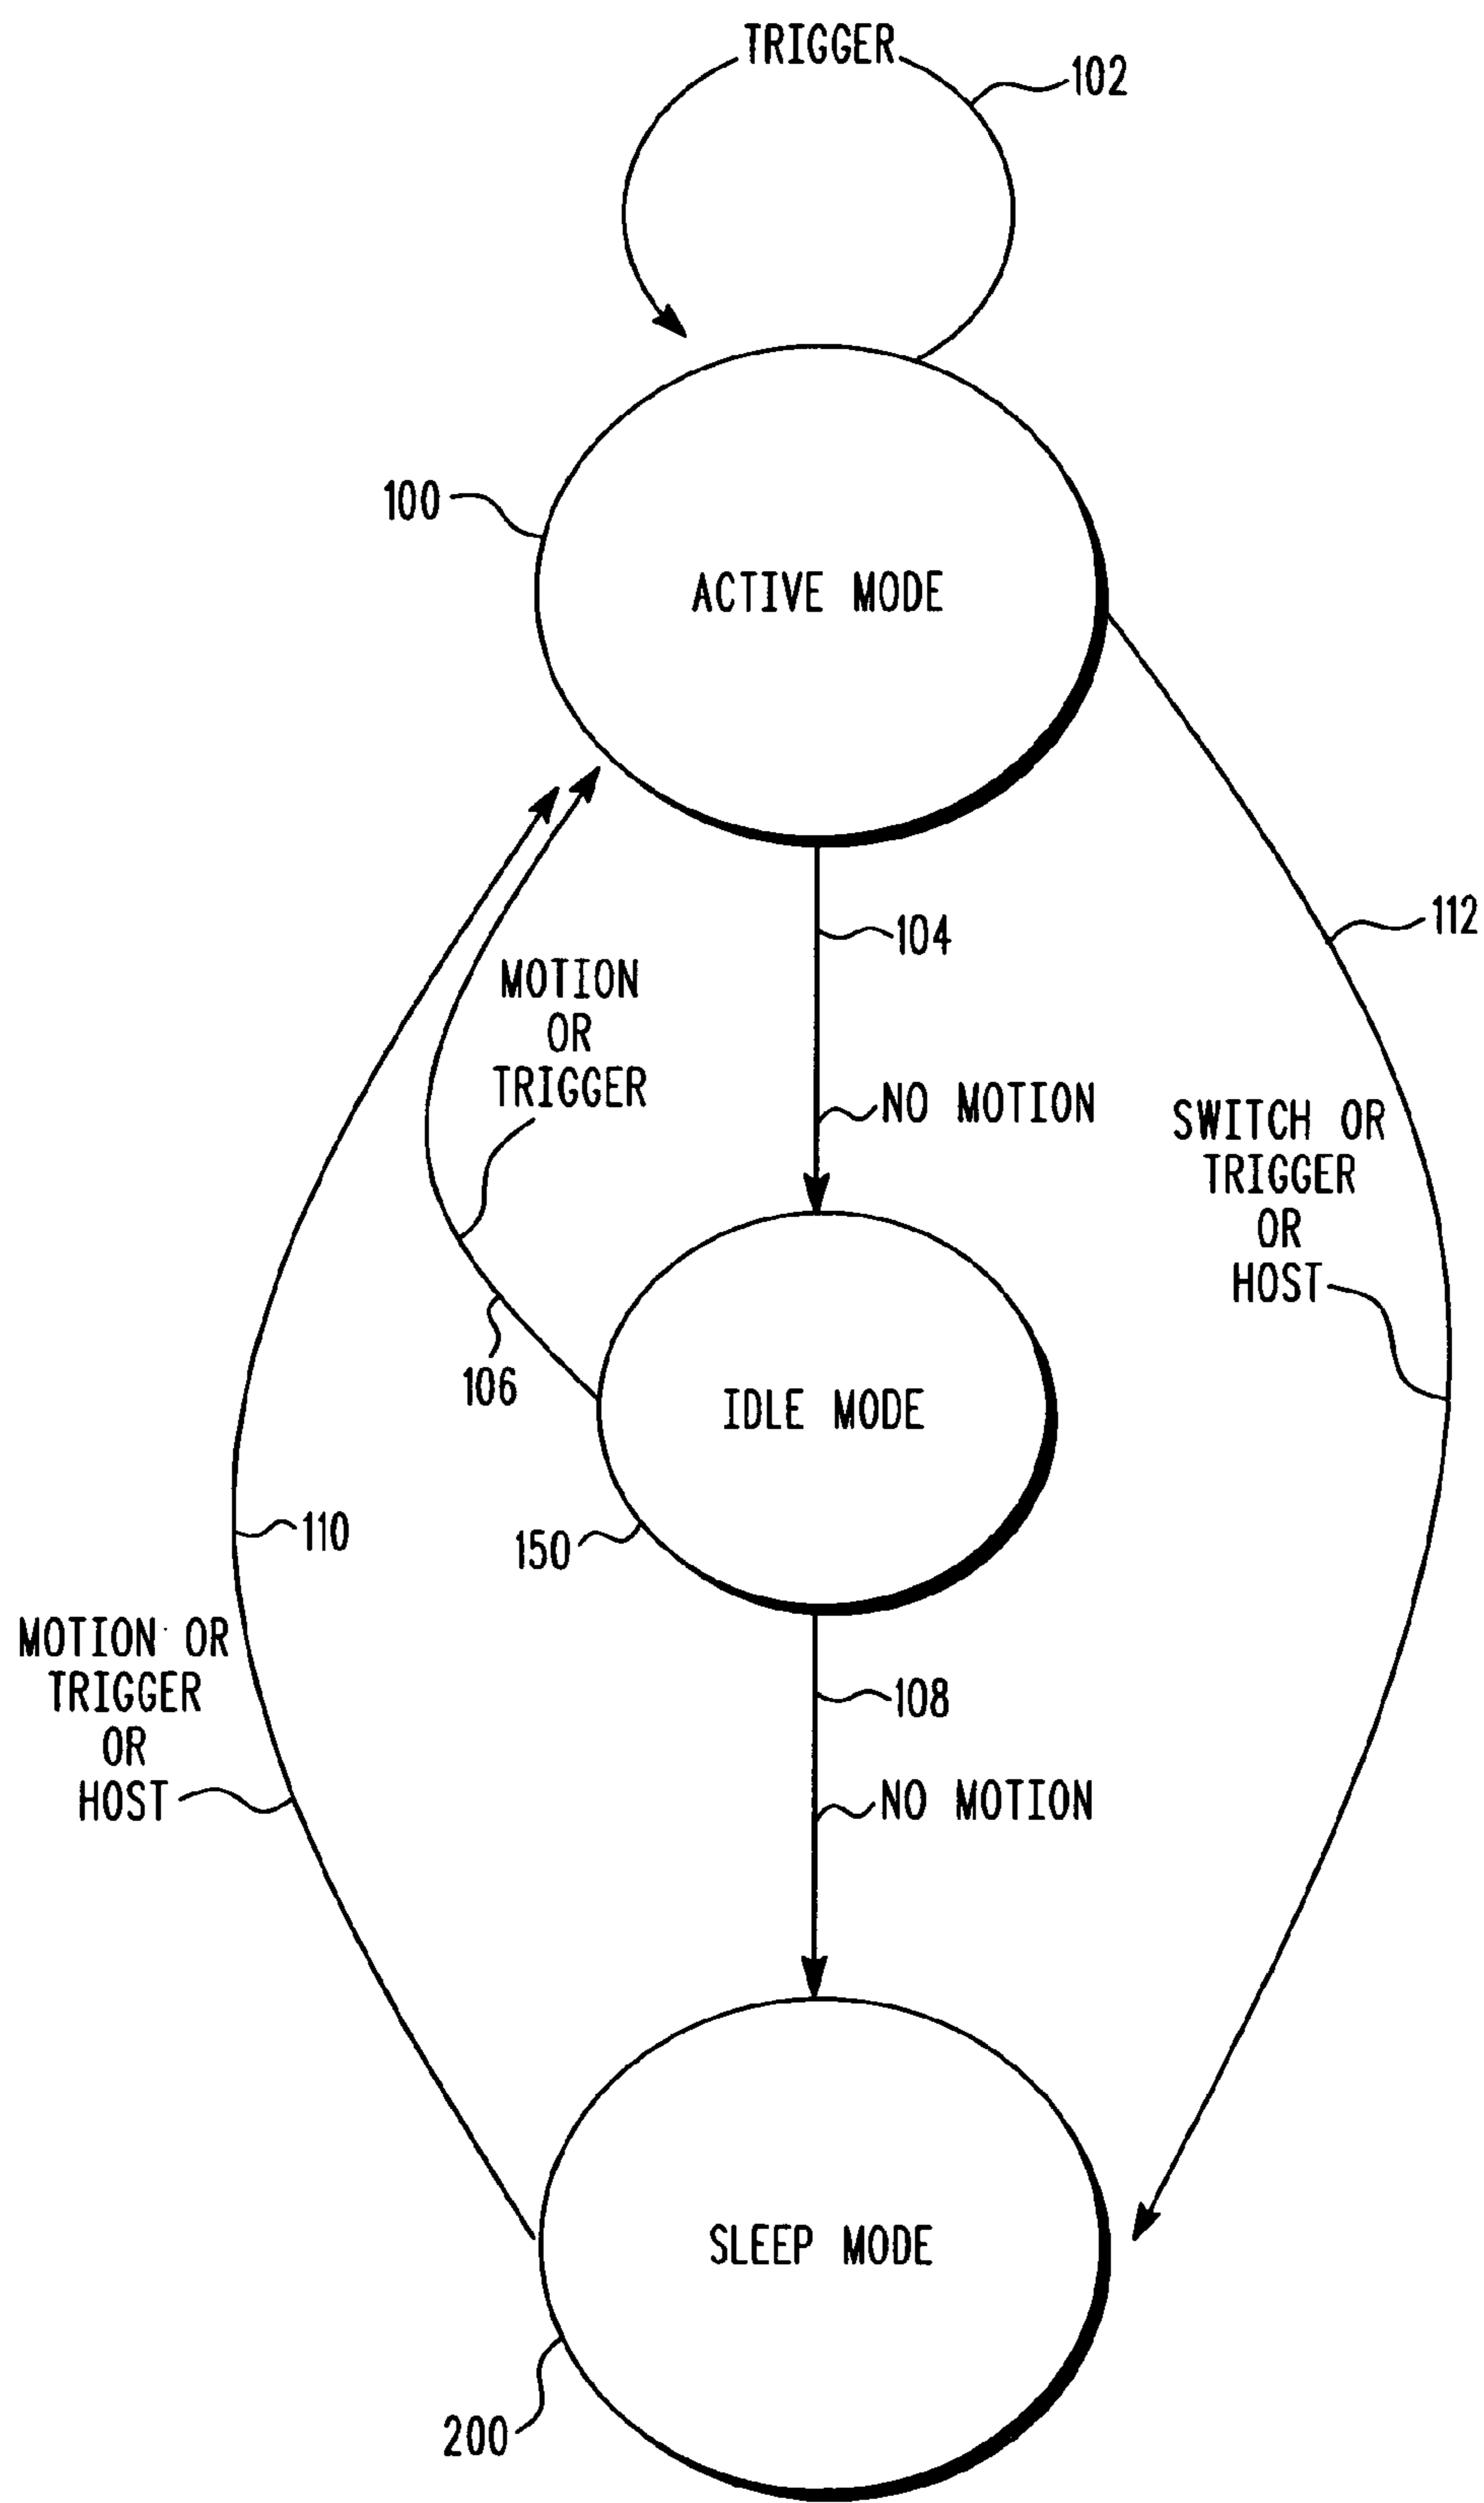 TRIGGER
102
100
ACTIVE MODE
104
112
MOTION
OR
TRIGGER
NO MOTION
SWITCH OR
TRIGGER
OR
HOST
106
IDLE MODE
110
150
MOTION OR
TRIGGER
OR
HOST
108
NO MOTION
SLEEP MODE
200